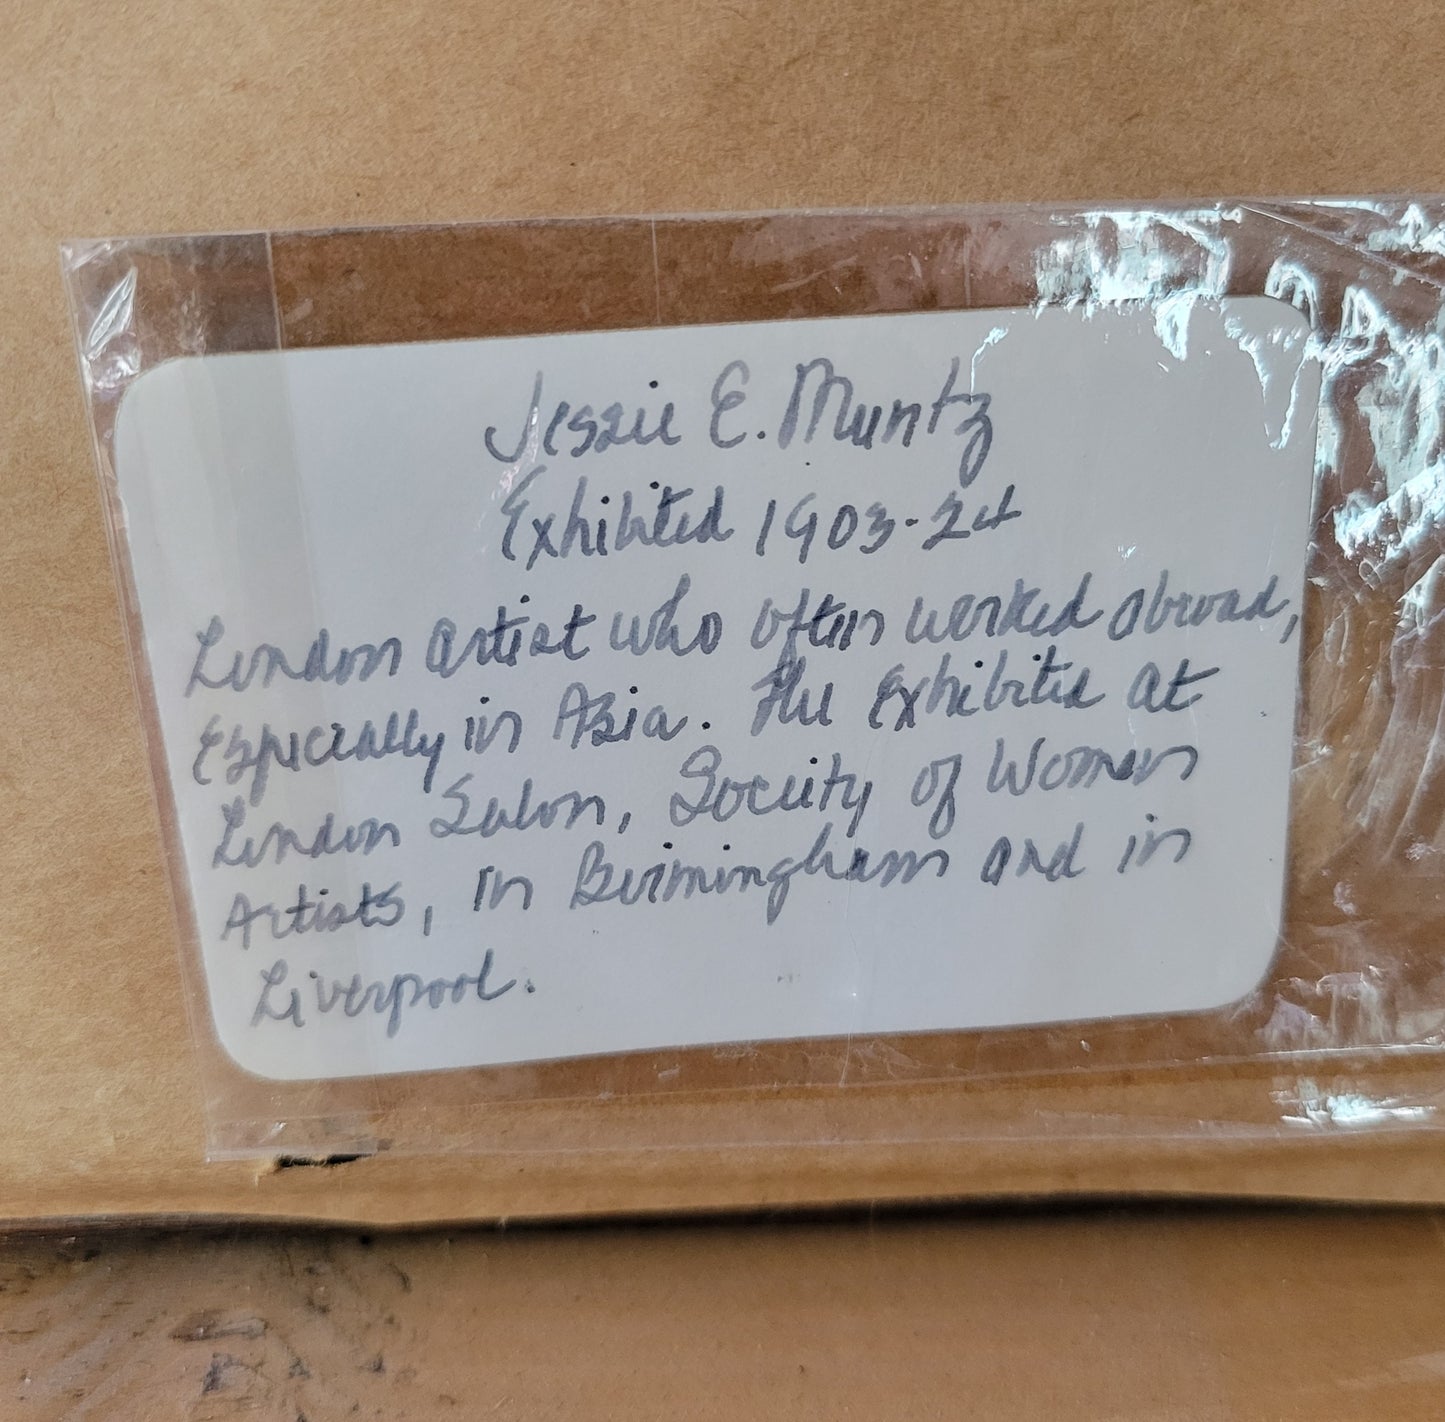 Jessie E. Muntz
Exhibited 1903-24
London artist who often worked abroad,
Especially in Asia. She Exhibited at
London Salon, Society of Women
Artists, in Birmingham and in
Liverpool.